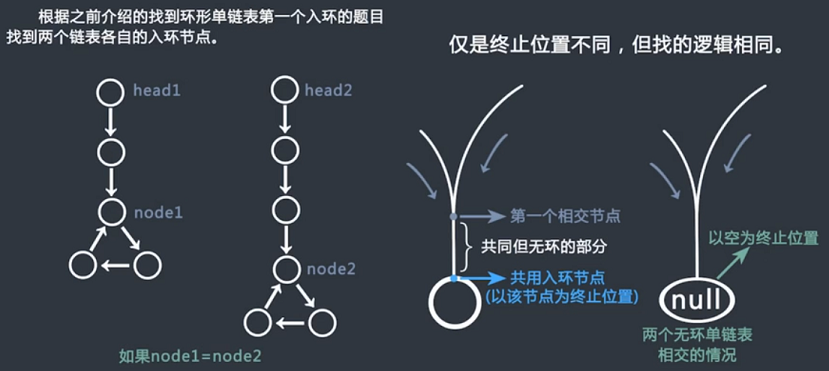 根据之前介绍的找到环形单链表第一个入环的题目
找到两个链表各自的入环节点。
head1
node1
head2
node2
如果node1=node2
仅是终止位置不同，但找的逻辑相同。
第一个相交节点
共同但无环的部分
共用入环节点
(以该节点为终止位置)
以空为终止位置
null
两个无环单链表
相交的情况